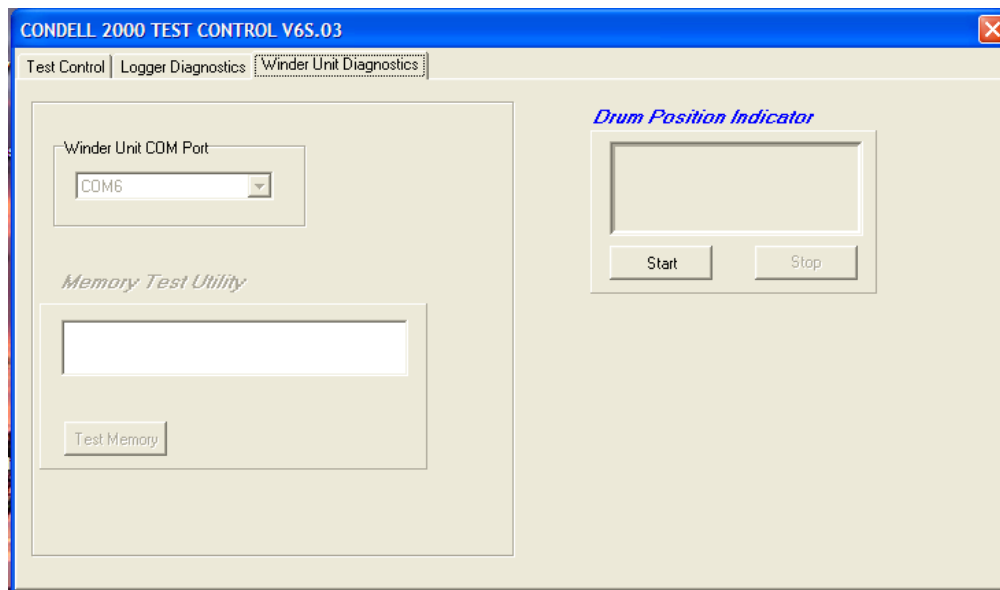 CONDELL 2000 TEST CONTROL V6S.03
Test Control Logger Diagnostics Winder Unit Diagnostics
Winder Unit COM Port
COM6
Memory Test Utility
Test Memory
Drum Position Indicator
Start Stop